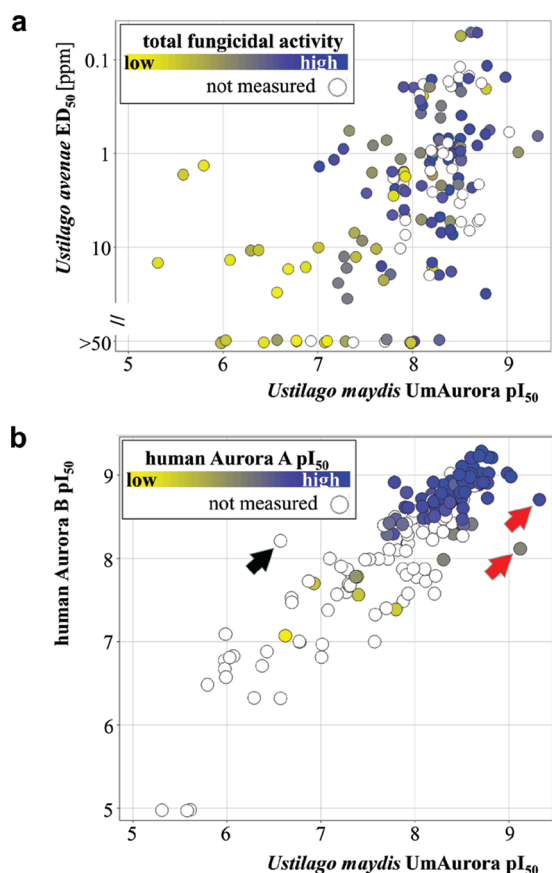 a
total fungicidal activity
low high
not measured
Ustilago avenae ED50 [ppm]
0.1
1
10
//
>50
5 6 7 8 9
Ustilago maydis UmAurora pI50
b
human Aurora A pI50
low high
not measured
human Aurora B pI50
9
8
7
6
5
5 6 7 8 9
Ustilago maydis UmAurora pI50